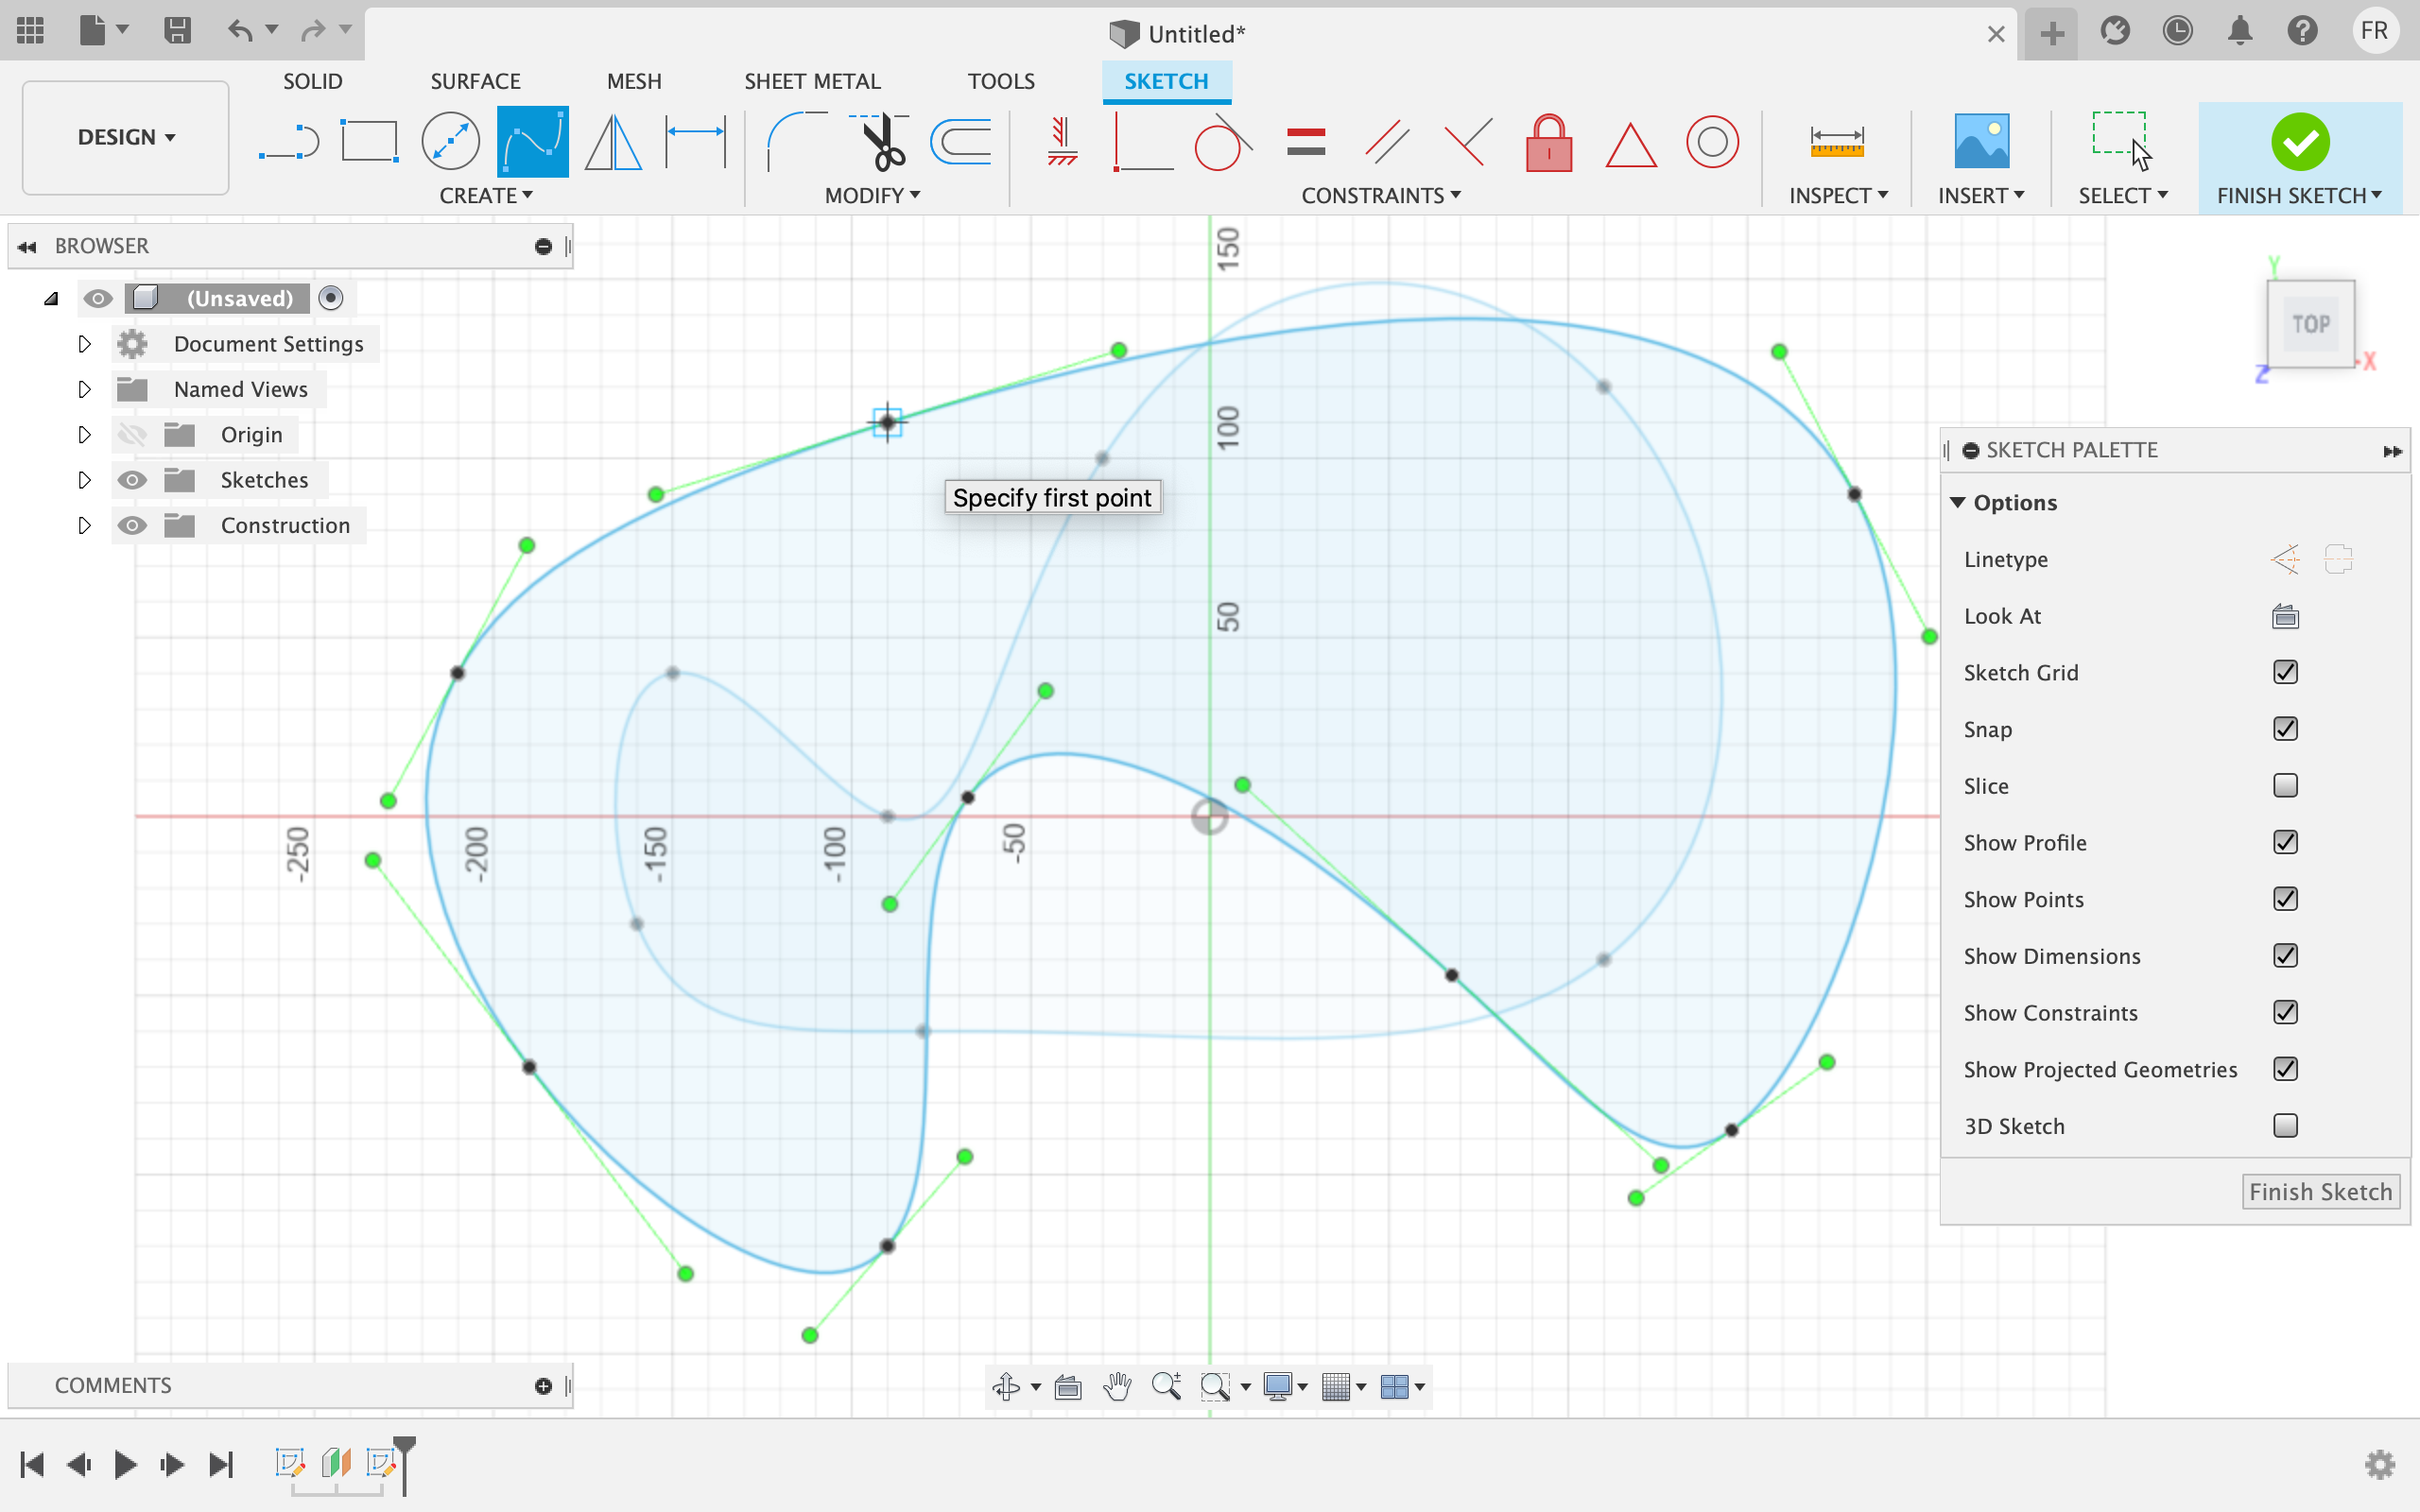 Untitled*
FR
SOLID SURFACE MESH SHEET METAL TOOLS SKETCH
DESIGN
CREATE MODIFY CONSTRAINTS INSPECT INSERT SELECT FINISH SKETCH
BROWSER
(Unsaved)
Document Settings
Named Views
Origin
Sketches
Construction
150
100
50
-250
-200
-150
-100
-50
Specify first point
Y
TOP
X
Z
SKETCH PALETTE
Options
Linetype
Look At
Sketch Grid
Snap
Slice
Show Profile
Show Points
Show Dimensions
Show Constraints
Show Projected Geometries
3D Sketch
Finish Sketch
COMMENTS